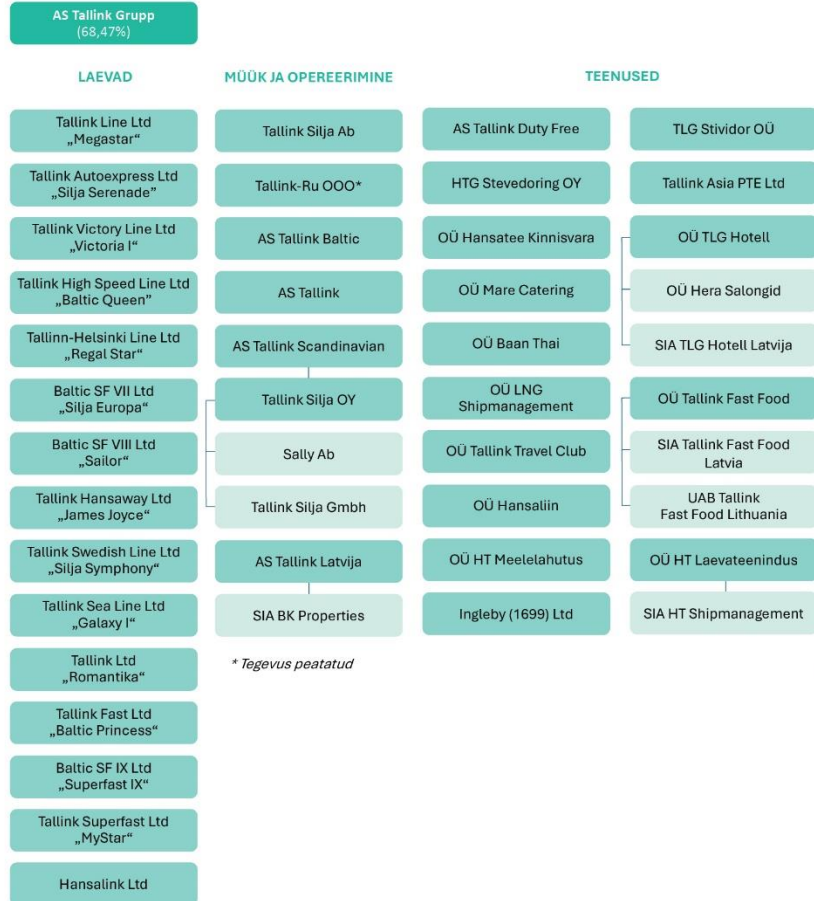 AS Tallink Grupp
(68,47%)
LAEVAD
Tallink Line Ltd
„Megastar“
Tallink Autoexpress Ltd
„Silja Serenade”
Tallink Victory Line Ltd
„Victoria I“
Tallink High Speed Line Ltd
„Baltic Queen”
Tallinn-Helsinki Line Ltd
„Regal Star“
Baltic SF VII Ltd
„Silja Europa“
Baltic SF VIII Ltd
„Sailor“
Tallink Hansaway Ltd
„James Joyce“
Tallink Swedish Line Ltd
„Silja Symphony“
Tallink Sea Line Ltd
„Galaxy I“
Tallink Ltd
„Romantika“
Tallink Fast Ltd
„Baltic Princess“
Baltic SF IX Ltd
„Superfast IX“
Tallink Superfast Ltd
„MyStar“
Hansalink Ltd
MÜÜK JA OPEREERIMINE
Tallink Silja Ab
Tallink-Ru OOO*
AS Tallink Baltic
AS Tallink
AS Tallink Scandinavian
Tallink Silja OY
Sally Ab
Tallink Silja Gmbh
AS Tallink Latvija
SIA BK Properties
* Tegevus peatatud
TEENUSED
AS Tallink Duty Free
HTG Stevedoring OY
OÜ Hansatee Kinnisvara
OÜ Mare Catering
OÜ Baan Thai
OÜ LNG
Shipmanagement
OÜ Tallink Travel Club
OÜ Hansaliin
OÜ HT Meelelahutus
Ingleby (1699) Ltd
TLG Stividor OÜ
Tallink Asia PTE Ltd
OÜ TLG Hotell
OÜ Hera Salongid
SIA TLG Hotell Latvija
OÜ Tallink Fast Food
SIA Tallink Fast Food
Latvia
UAB Tallink
Fast Food Lithuania
OÜ HT Laevateenindus
SIA HT Shipmanagement